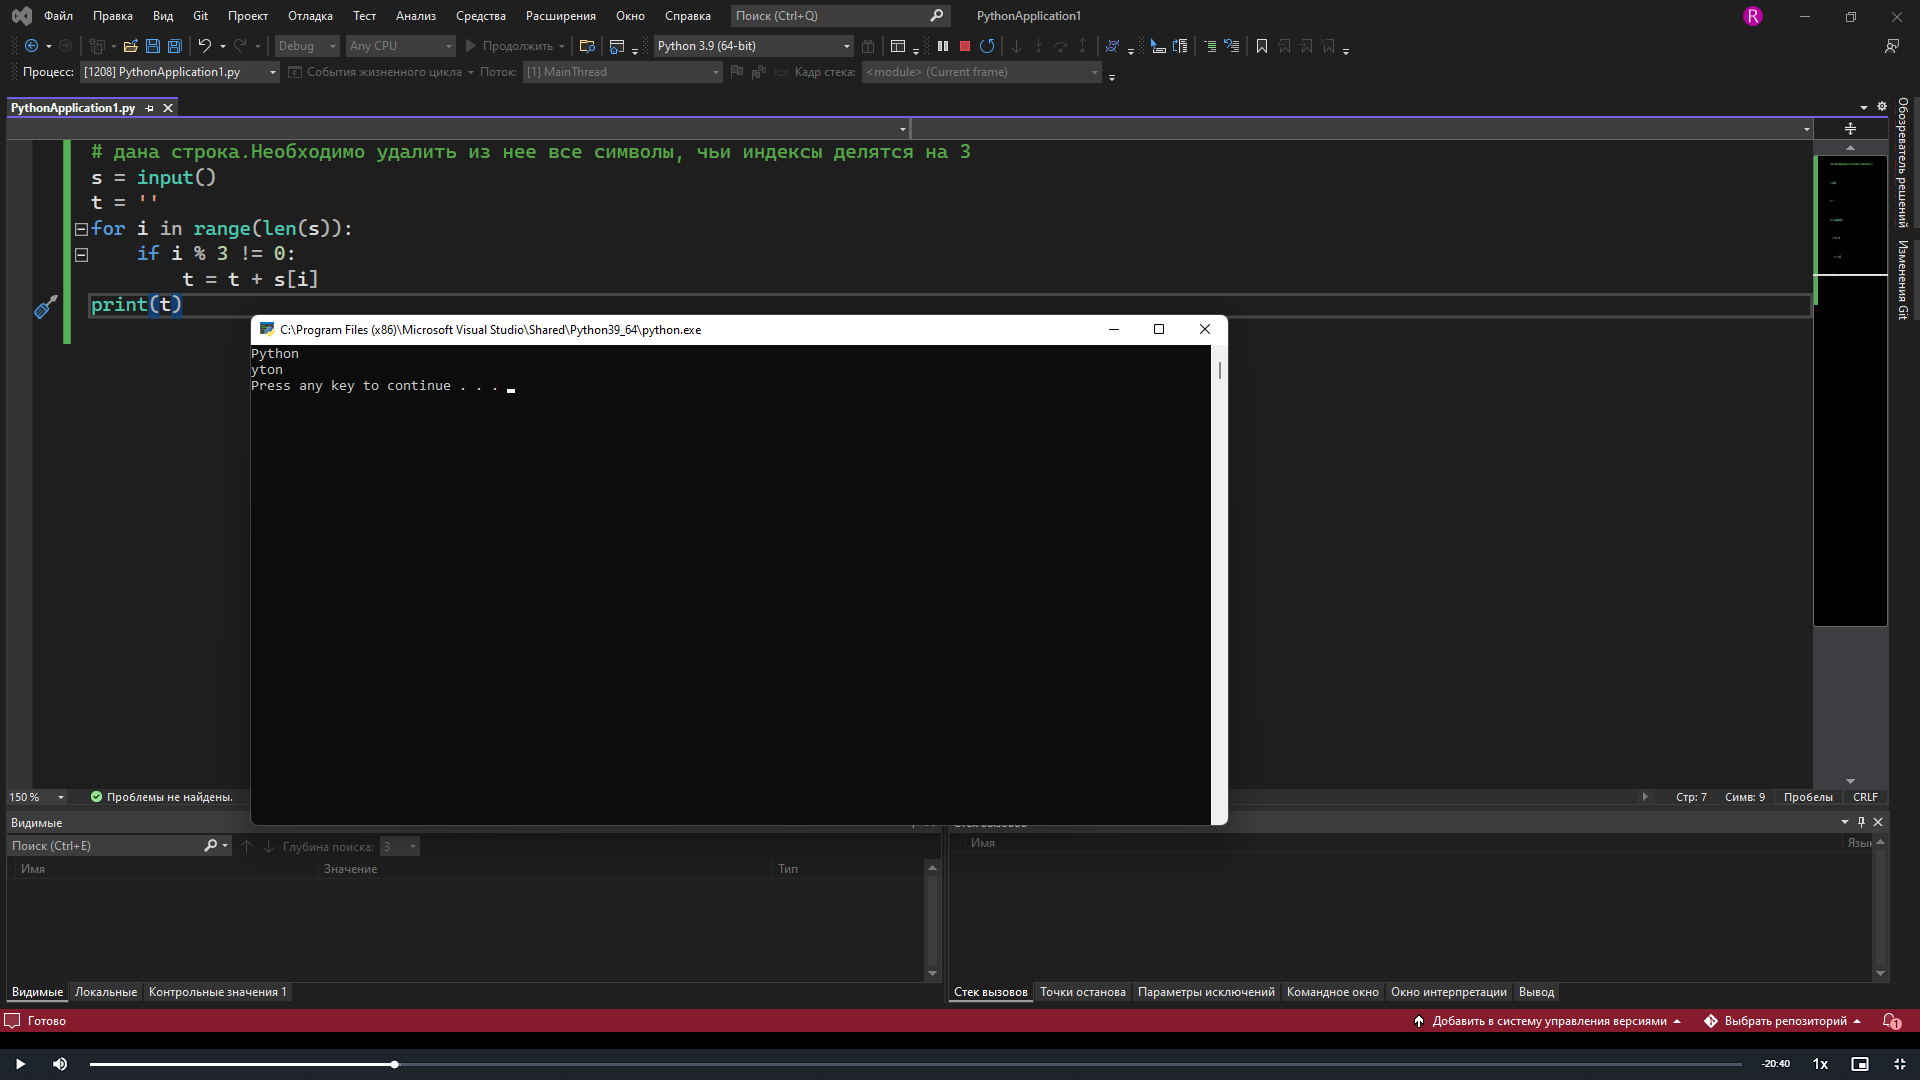 Файл Правка Вид Git Проект Отладка Тест Анализ Средства Расширения Окно Справка Поиск (Ctrl+Q) PythonApplication1 R
Debug Any CPU Продолжить Python 3.9 (64-bit)
Процесс: [1208] PythonApplication1.py События жизненного цикла Поток: [1] MainThread Кадр стека: <module> (Current frame)
PythonApplication1.py
# дана строка.Необходимо удалить из нее все символы, чьи индексы делятся на 3
s = input()
t = ''
for i in range(len(s)):
if i % 3 != 0:
t = t + s[i]
print(t)
C:\Program Files (x86)\Microsoft Visual Studio\Shared\Python39_64\python.exe
Python
yton
Press any key to continue . . .
Обозреватель решений
Изменения Git
150 % Проблемы не найдены. Стр: 7 Симв: 9 Пробелы CRLF
Видимые
Стек вызовов
Поиск (Ctrl+E) Глубина поиска: 3
Имя Значение Тип
Имя Язык
Видимые Локальные Контрольные значения 1
Стек вызовов Точки останова Параметры исключений Командное окно Окно интерпретации Вывод
Готово Добавить в систему управления версиями Выбрать репозиторий 1
-20:40 1x